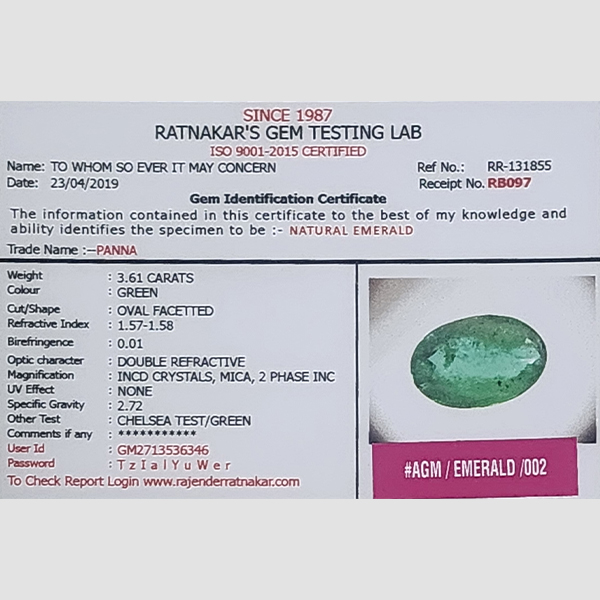 SINCE 1987
RATNAKAR'S GEM TESTING LAB
ISO 9001-2015 CERTIFIED
Name: TO WHOM SO EVER IT MAY CONCERN Ref No.: RR-131855
Date: 23/04/2019 Receipt No. RB097
Gem Identification Certificate
The information contained in this certificate to the best of my knowledge and
ability identifies the specimen to be :- NATURAL EMERALD
Trade Name :—PANNA
Weight : 3.61 CARATS
Colour : GREEN
Cut/Shape : OVAL FACETTED
Refractive Index : 1.57-1.58
Birefringence : 0.01
Optic character : DOUBLE REFRACTIVE
Magnification : INCD CRYSTALS, MICA, 2 PHASE INC
UV Effect : NONE
Specific Gravity : 2.72
Other Test : CHELSEA TEST/GREEN
Comments if any : ***********
User Id : GM2713536346
Password : T z I a l Y u W e r
To Check Report Login www.rajenderratnakar.com
#AGM / EMERALD /002